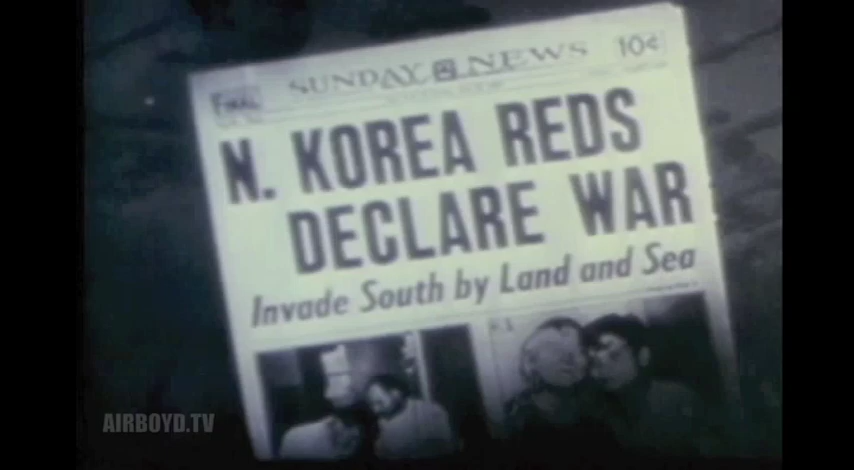 FINAL
SUNDAY NEWS
10¢
N. KOREA REDS
DECLARE WAR
Invade South by Land and Sea
AIRBOYD.TV